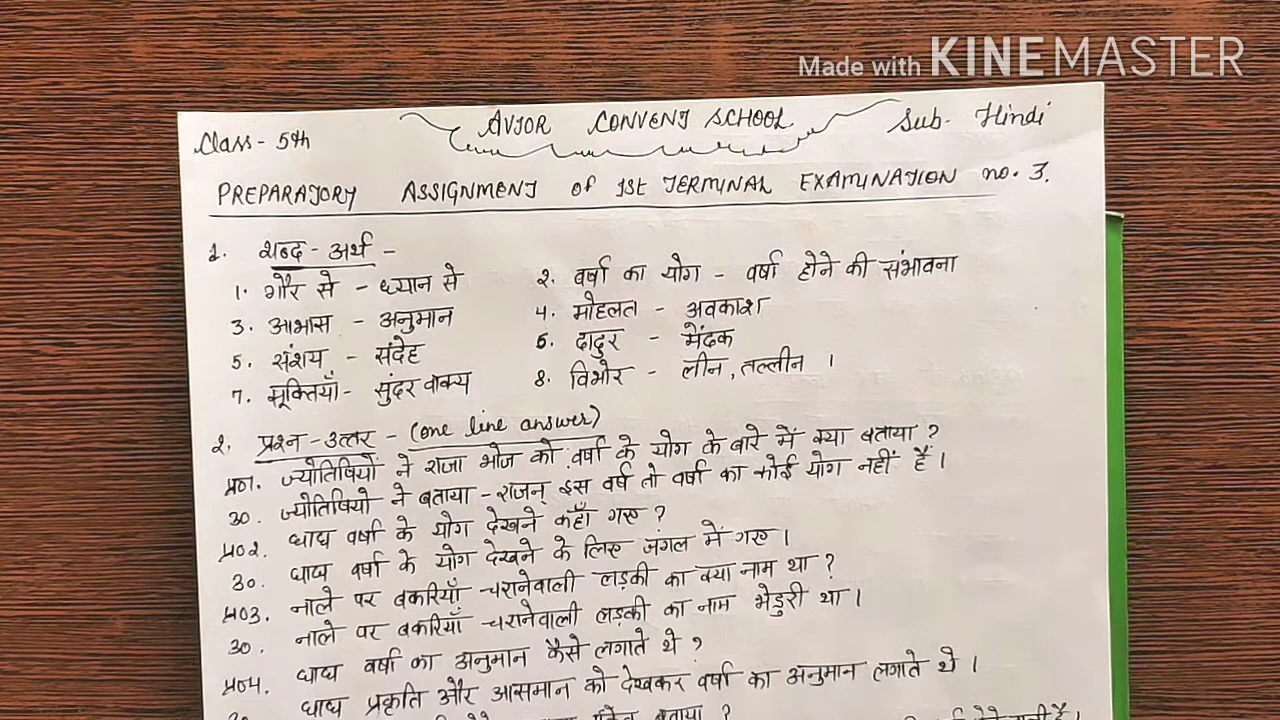 Made with KINEMASTER
Class - 5th AVJOR CONVENT SCHOOL Sub- Hindi
PREPARATORY ASSIGNMENT of 1st TERMINAL EXAMINATION no. 3.
1. शब्द - अर्थ -
1. गौर से - ध्यान से 2. वर्षा का योग - वर्षा होने की संभावना
3. आभास - अनुमान 4. मोहलत - अवकाश
5. संशय - संदेह 6. दादुर - मेंढक
7. सूक्तियाँ - सुंदर वाक्य 8. विभोर - लीन, तल्लीन ।
2. प्रश्न - उत्तर - (one line answer)
प्र01. ज्योतिषियों ने राजा भोज को वर्षा के योग के बारे में क्या बताया ?
उ0. ज्योतिषियो ने बताया - राजन् इस वर्ष तो वर्षा का कोई योग नहीं है ।
प्र02. घाघ वर्षा के योग देखने कहाँ गए ?
उ0. घाघ वर्षा के योग देखने के लिए जंगल में गए ।
प्र03. नाले पर बकरियाँ चरानेवाली लड़की का क्या नाम था ?
उ0. नाले पर बकरियाँ चरानेवाली लड़की का नाम भेडुरी था ।
प्र04. घाघ वर्षा का अनुमान कैसे लगाते थे ?
घाघ प्रकृति और आसमान को देखकर वर्षा का अनुमान लगाते थे ।
बताया ?